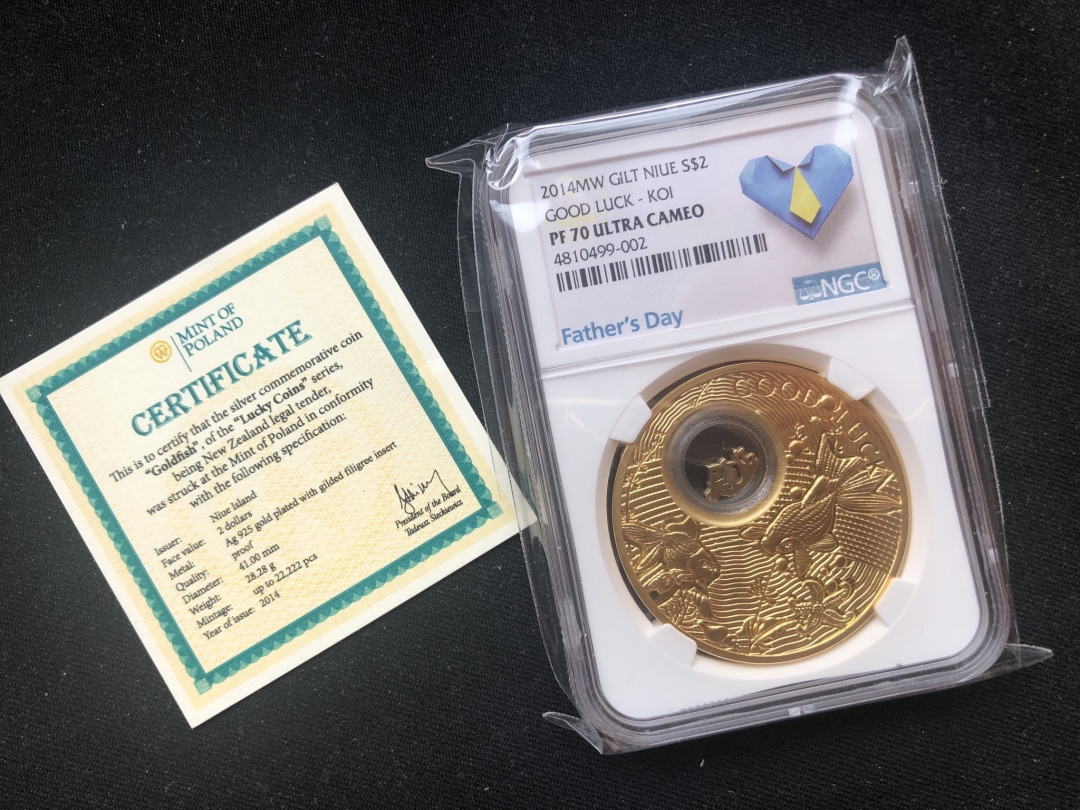 MINT OF
POLAND
CERTIFICATE
This is to certify that the silver commemorative coin
"Goldfish", of the "Lucky Coins" series,
being New Zealand legal tender,
was struck at the Mint of Poland in conformity
with the following specification:
Issuer: Niue Island
Face value: 2 dollars
Metal: Ag 925 gold plated with gilded filigree insert
Quality: proof
Diameter: 41.00 mm
Weight: 28.28 g
Mintage: up to 22,222 pcs
Year of issue: 2014
President of the Board
Tadeusz Steckiewicz
2014MW GILT NIUE S$2
GOOD LUCK - KOI
PF 70 ULTRA CAMEO
4810499-002
NGC®
Father's Day
GOOD LUCK